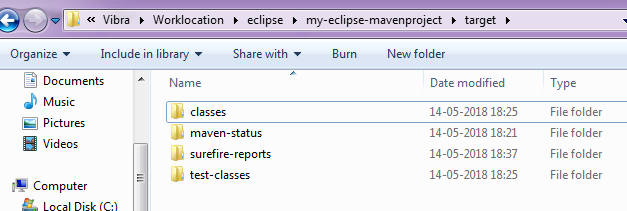 « Vibra ▸ Worklocation ▸ eclipse ▸ my-eclipse-mavenproject ▸ target ▸
Organize ▼ Include in library ▼ Share with ▼ Burn New folder
Documents
Music
Pictures
Videos
Computer
Local Disk (C:)
Name Date modified Type
classes 14-05-2018 18:25 File folder
maven-status 14-05-2018 18:21 File folder
surefire-reports 14-05-2018 18:37 File folder
test-classes 14-05-2018 18:25 File folder